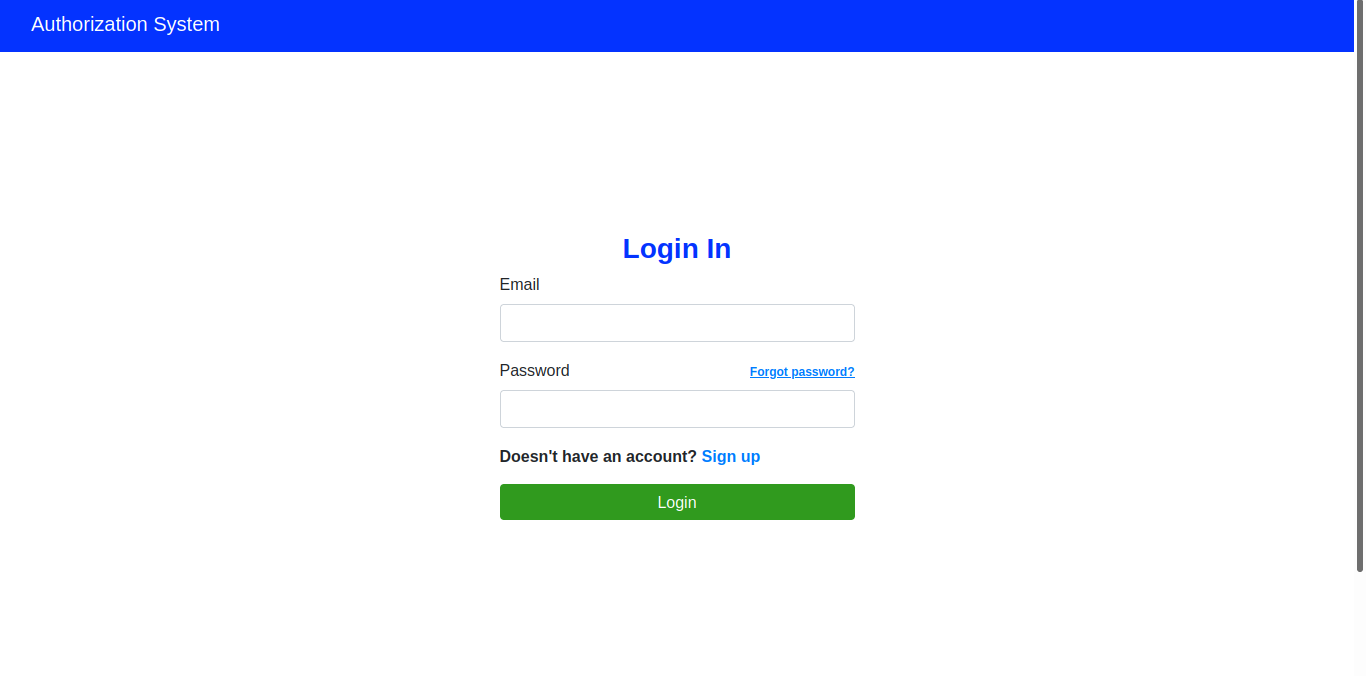 Authorization System
Login In
Email
Password
Forgot password?
Doesn't have an account? Sign up
Login